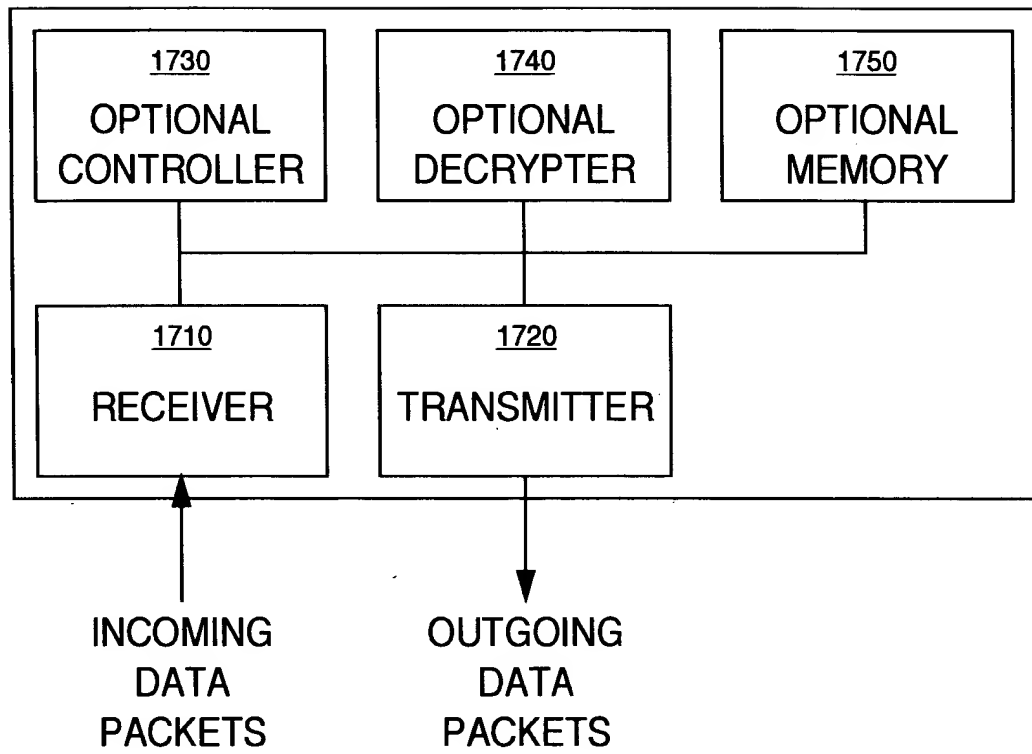 1730
OPTIONAL
CONTROLLER
1740
OPTIONAL
DECRYPTER
1750
OPTIONAL
MEMORY
1710
RECEIVER
1720
TRANSMITTER
INCOMING
DATA
PACKETS
OUTGOING
DATA
PACKETS